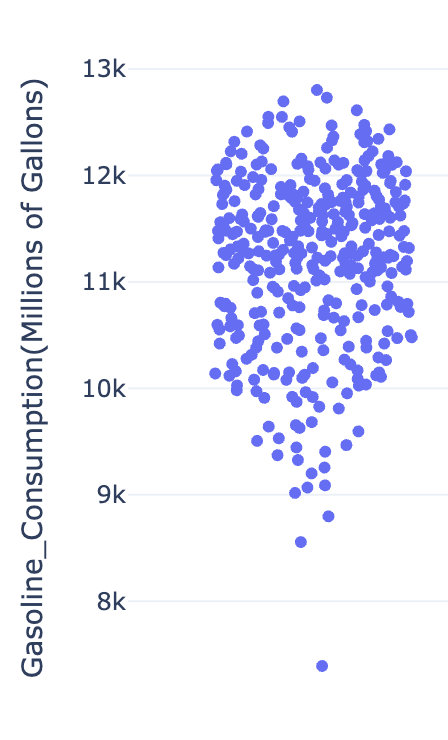 Gasoline_Consumption(Millions of Gallons)
13k
12k
11k
10k
9k
8k